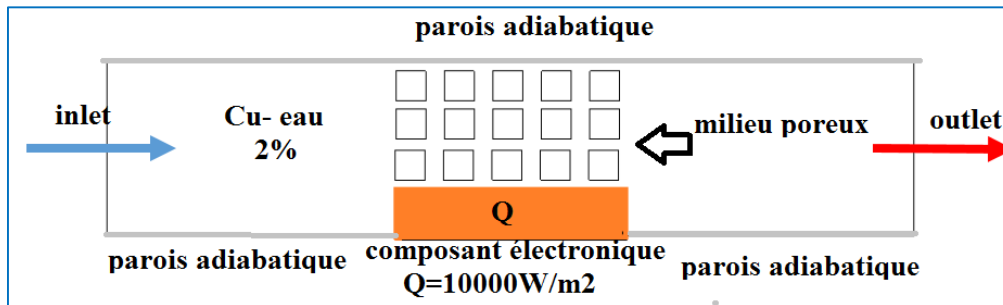 parois adiabatique
inlet
Cu- eau
2%
milieu poreux
outlet
Q
parois adiabatique
composant électronique
Q=10000W/m2
parois adiabatique